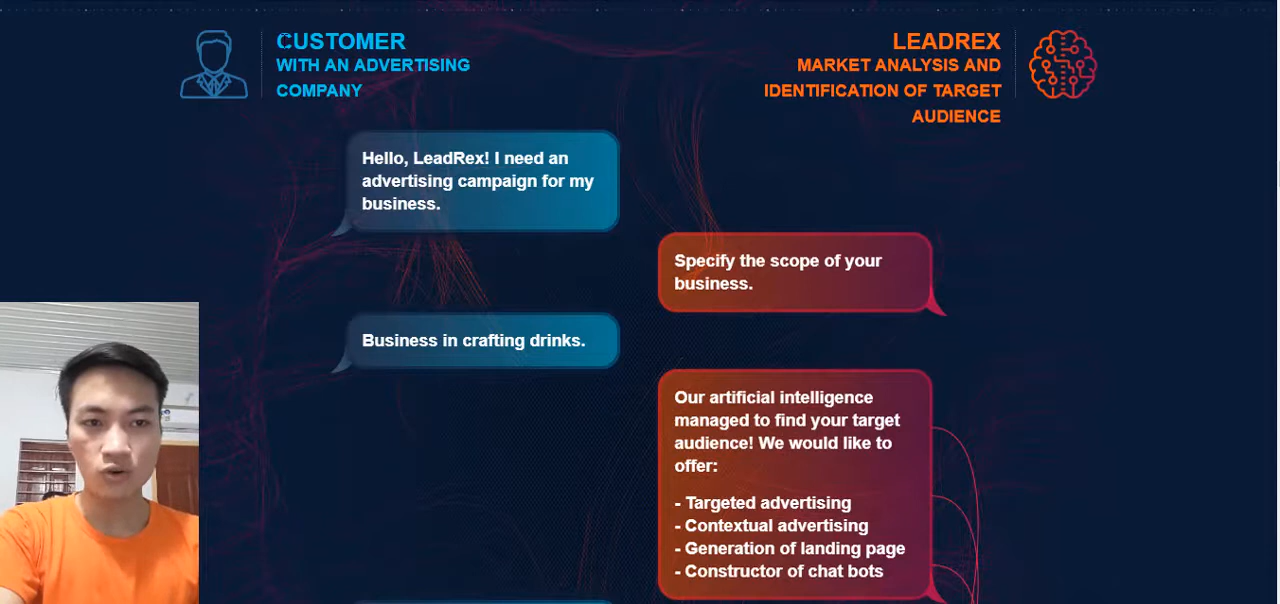 CUSTOMER
WITH AN ADVERTISING
COMPANY
LEADREX
MARKET ANALYSIS AND
IDENTIFICATION OF TARGET
AUDIENCE
Hello, LeadRex! I need an
advertising campaign for my
business.
Specify the scope of your
business.
Business in crafting drinks.
Our artificial intelligence
managed to find your target
audience! We would like to
offer:
- Targeted advertising
- Contextual advertising
- Generation of landing page
- Constructor of chat bots